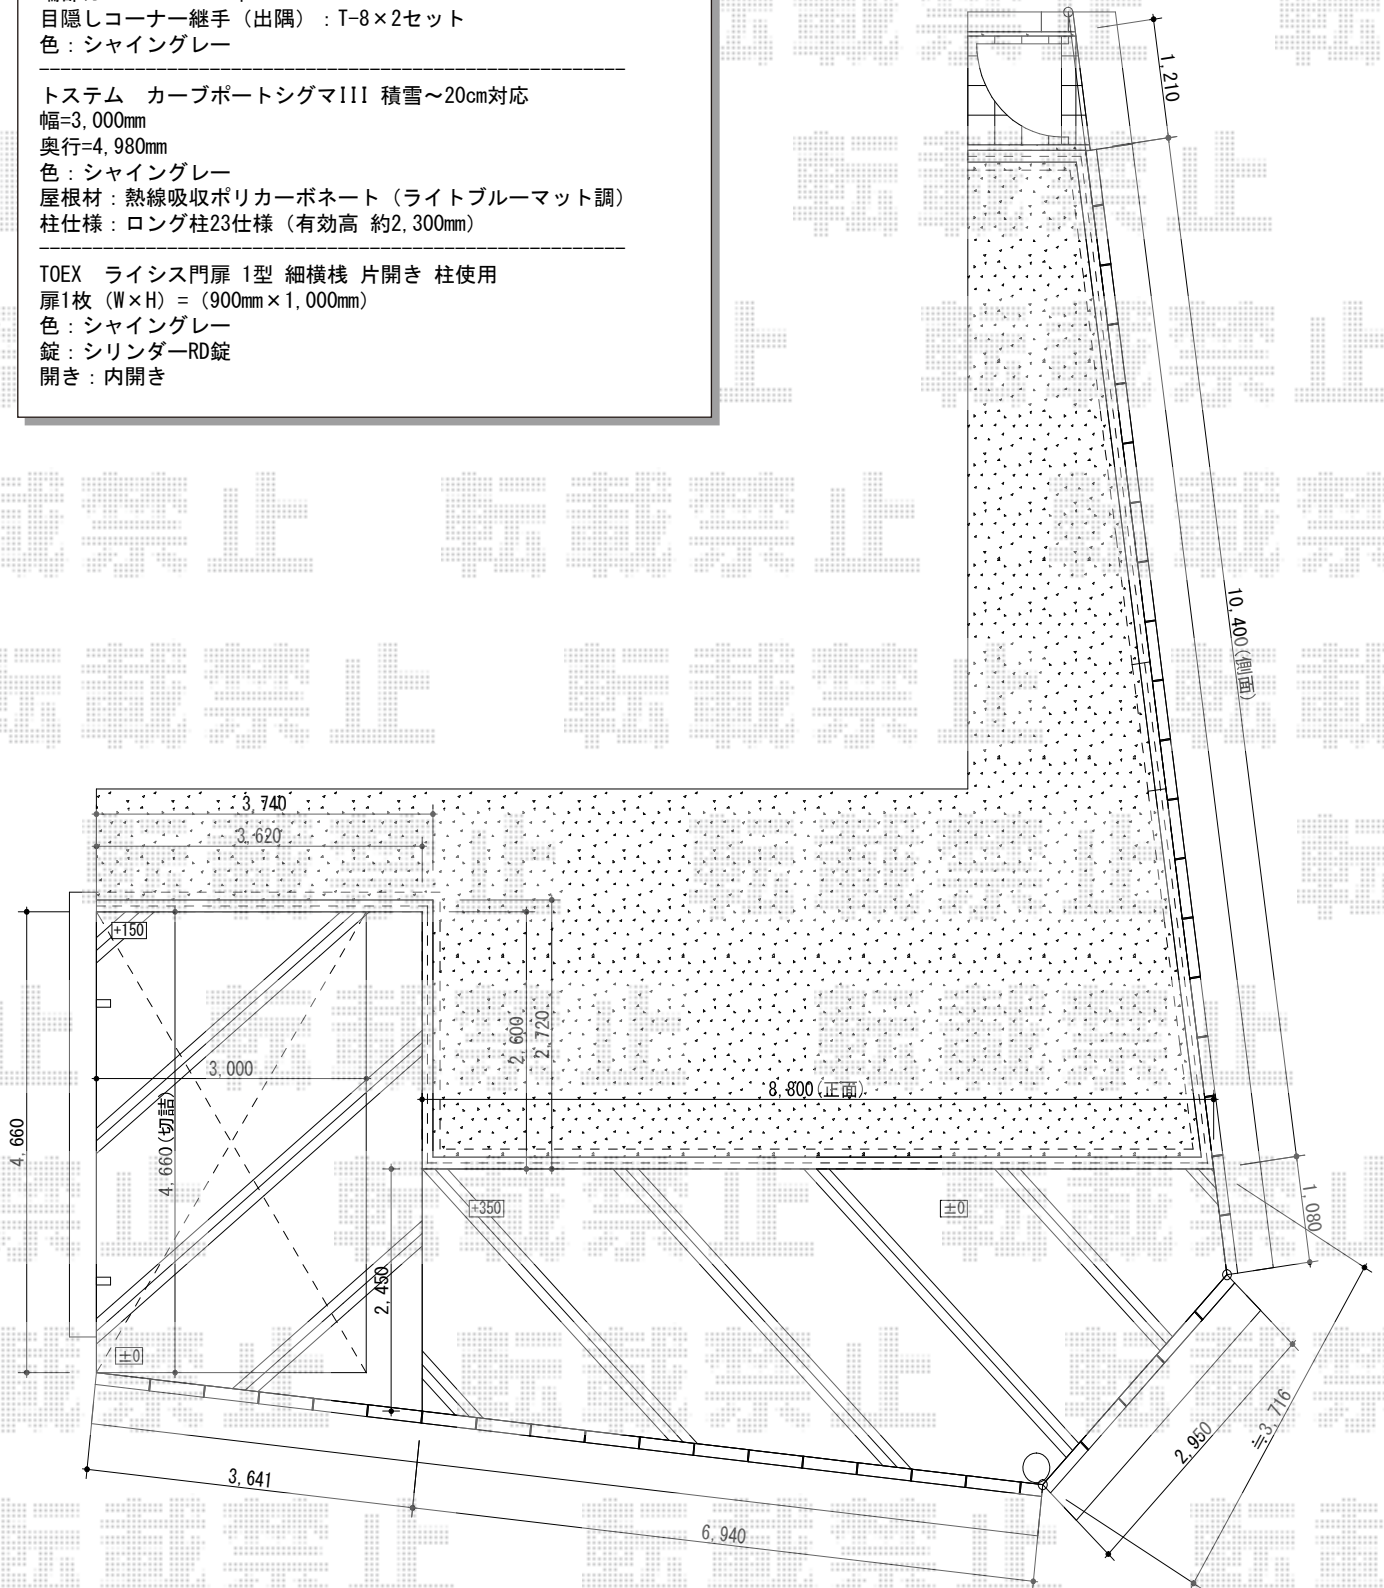 目隠しコーナー継手（出隅）：T-8×2セット
色：シャイングレー
トステム　カーブポートシグマIII 積雪～20cm対応
幅=3,000mm
奥行=4,980mm
色：シャイングレー
屋根材：熱線吸収ポリカーボネート（ライトブルーマット調）
柱仕様：ロング柱23仕様（有効高 約2,300mm）
TOEX　ライシス門扉 1型 細横桟 片開き 柱使用
扉1枚（W×H）=（900mm×1,000mm）
色：シャイングレー
錠：シリンダーRD錠
開き：内開き
1,210
10,400(側面)
3,740
3,620
+150
2,600
2,720
3,000
8,800(正面)
4,660
4,660(切詰)
+350
±0
1,080
2,450
±0
2,950
≒3,716
3,641
6,940
転載禁止